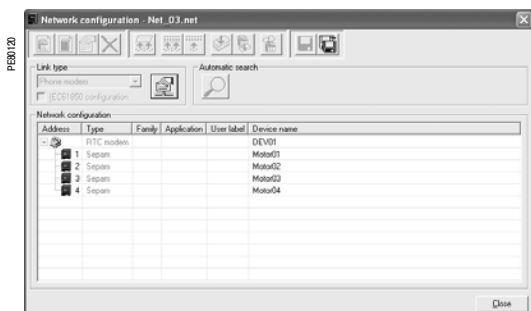 PE80120
Network configuration - Net_03.net
Link type
Automatic search
Phone modem
IEC61850 configuration
Network configuration
Address Type Family Application User label Device name
RTC modem DEV01
1 Sepam Motor01
2 Sepam Motor02
3 Sepam Motor03
4 Sepam Motor04
Close